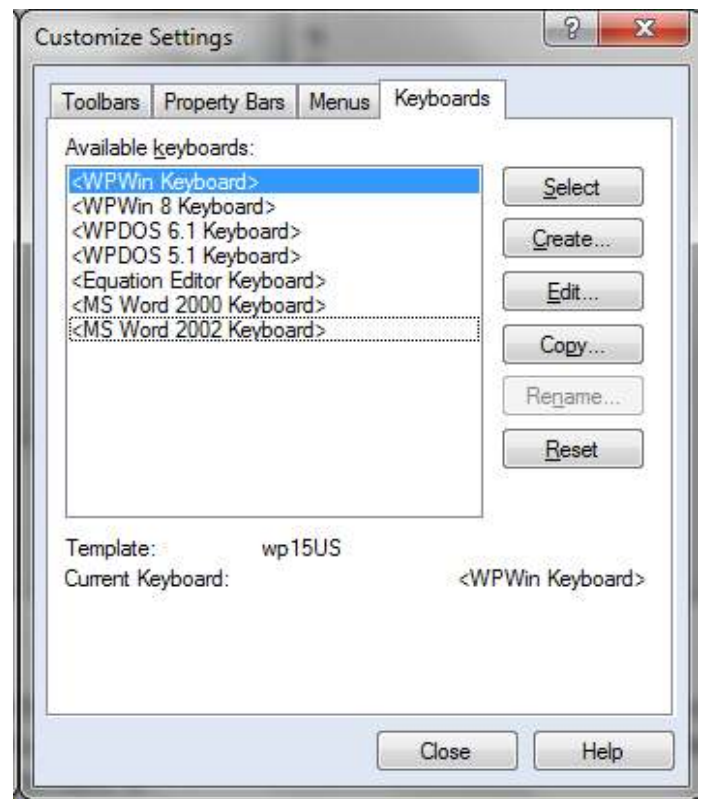 Customize Settings
Toolbars Property Bars Menus Keyboards
Available keyboards:
<WPWin Keyboard>
<WPWin 8 Keyboard>
<WPDOS 6.1 Keyboard>
<WPDOS 5.1 Keyboard>
<Equation Editor Keyboard>
<MS Word 2000 Keyboard>
<MS Word 2002 Keyboard>
Select
Create...
Edit...
Copy...
Rename...
Reset
Template: wp15US
Current Keyboard: <WPWin Keyboard>
Close Help